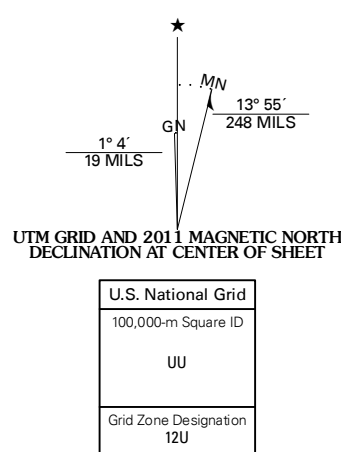 ★
MN
13° 55´
248 MILS
GN
1° 4´
19 MILS
UTM GRID AND 2011 MAGNETIC NORTH
DECLINATION AT CENTER OF SHEET
U.S. National Grid
100,000-m Square ID
UU
Grid Zone Designation
12U